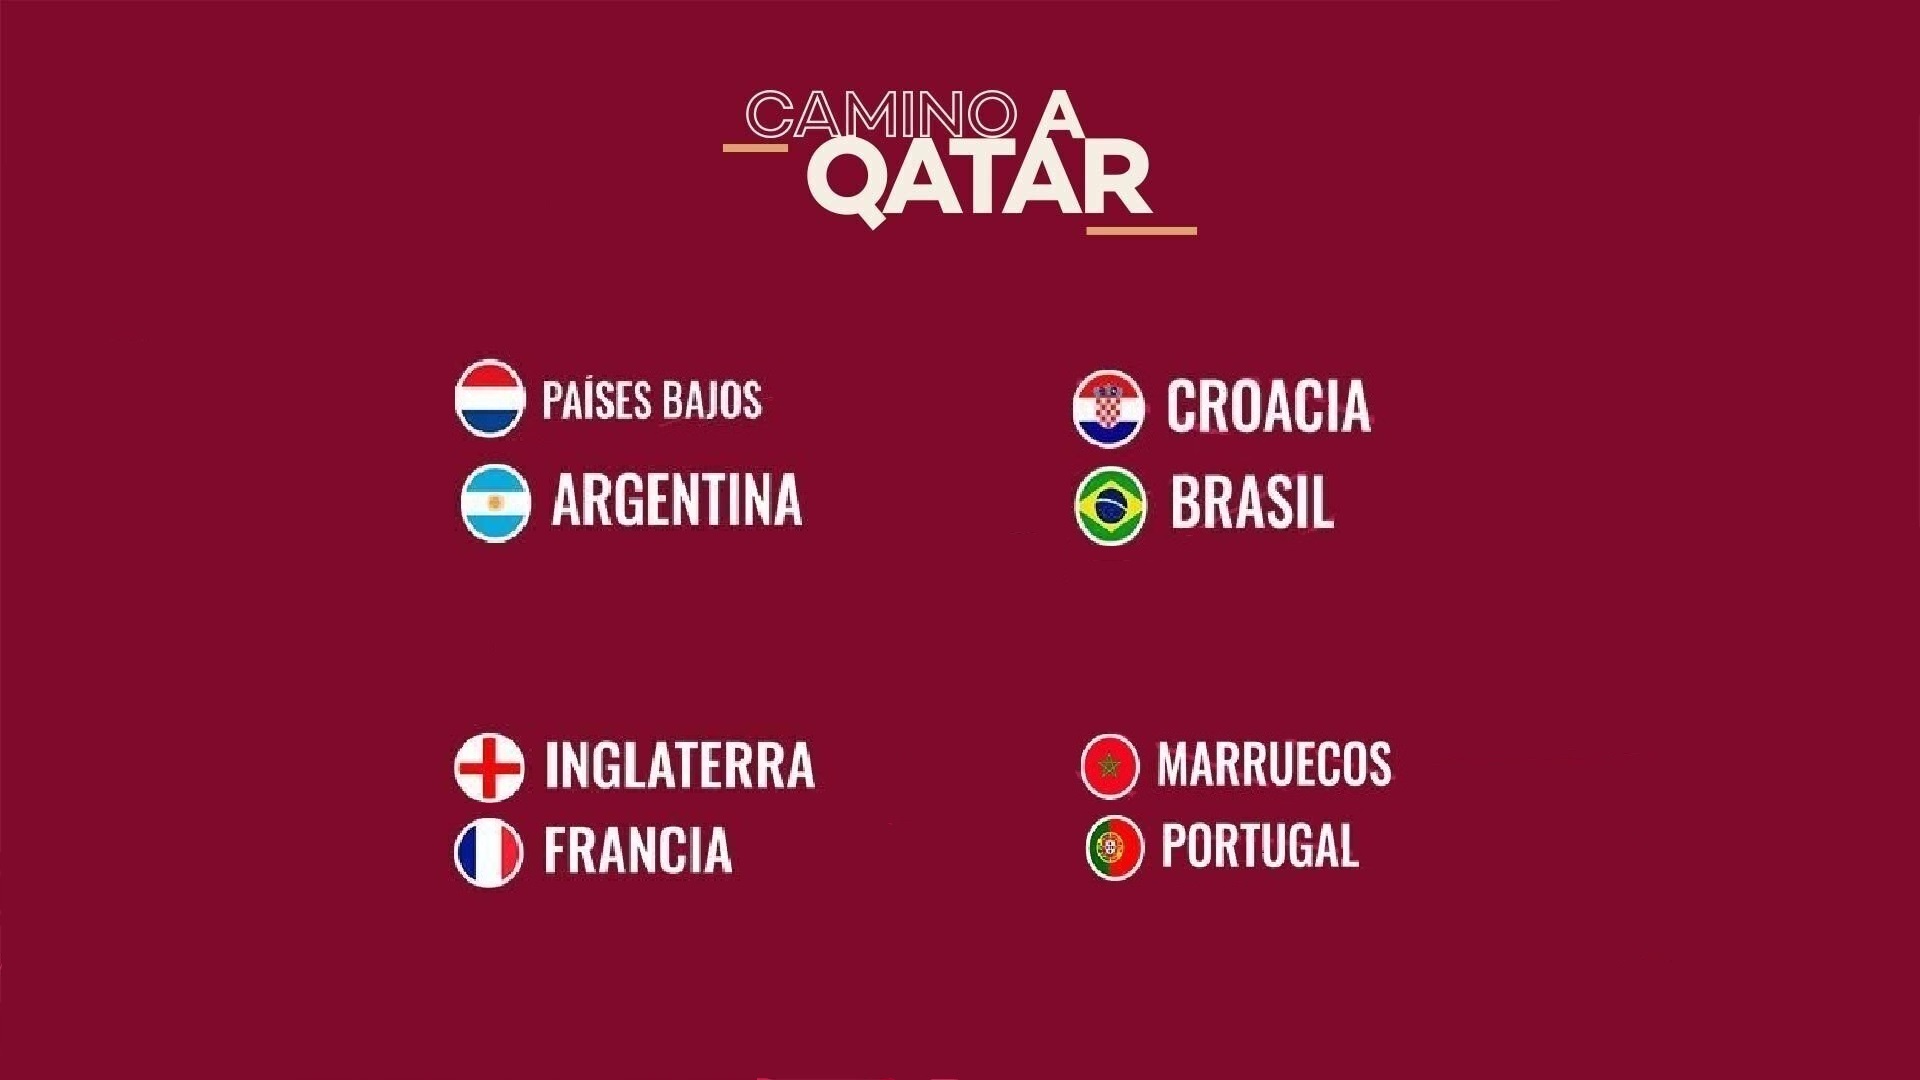 CAMINO A
QATAR
PAÍSES BAJOS
ARGENTINA
CROACIA
BRASIL
INGLATERRA
FRANCIA
MARRUECOS
PORTUGAL